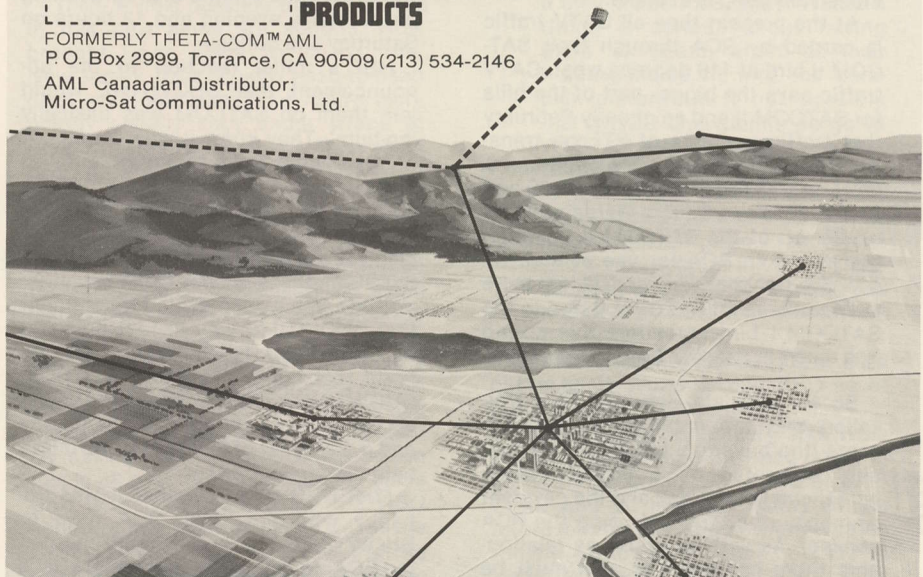 PRODUCTS
FORMERLY THETA-COM™ AML
P.O. Box 2999, Torrance, CA 90509 (213) 534-2146
AML Canadian Distributor:
Micro-Sat Communications, Ltd.